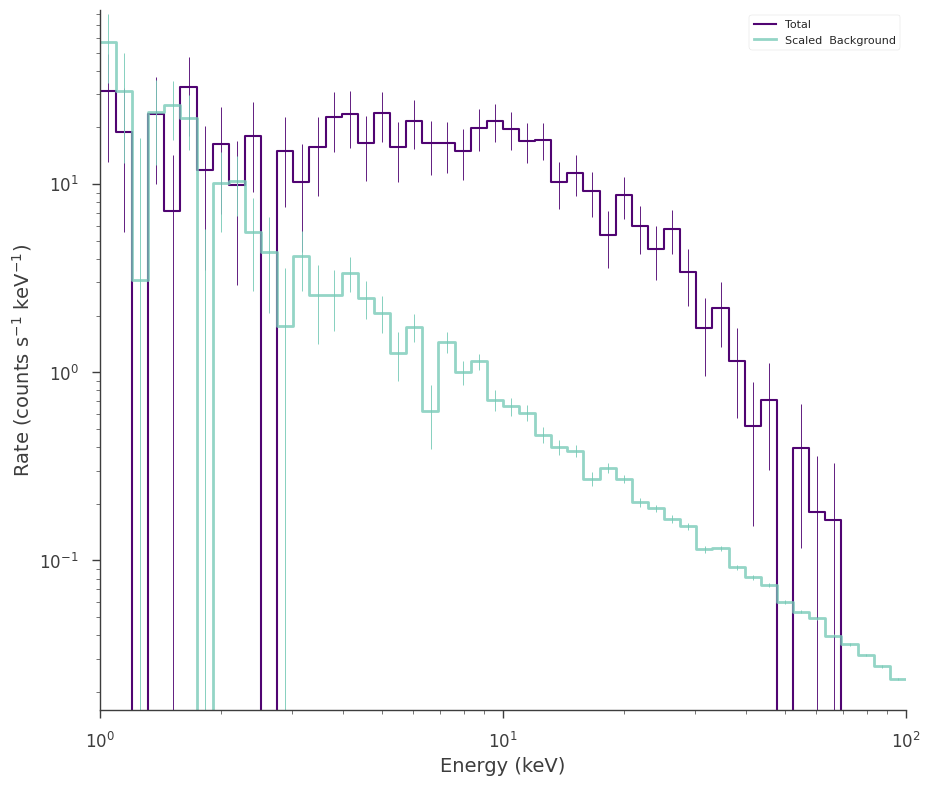 Total
Scaled  Background
Rate (counts s⁻¹ keV⁻¹)
10¹
10⁰
10⁻¹
10⁰
10¹
10²
Energy (keV)